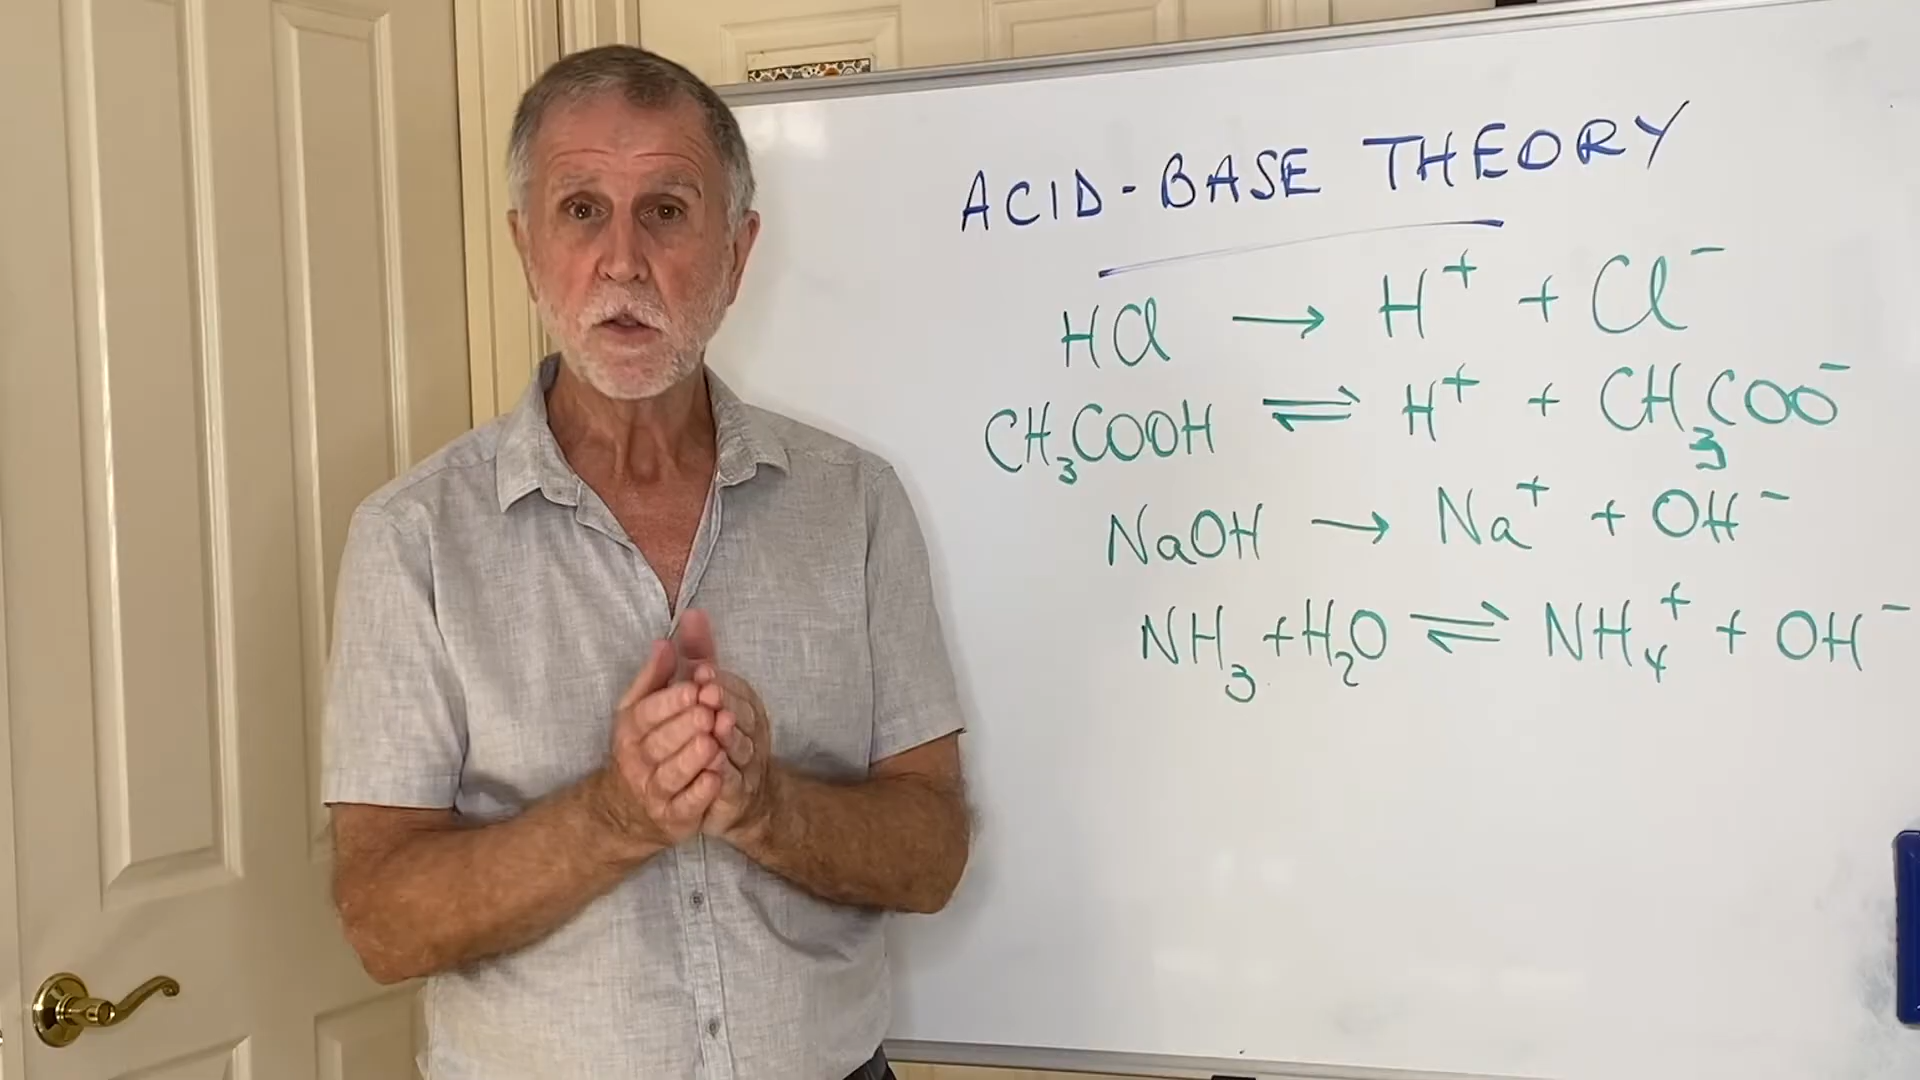 ACID-BASE THEORY
HCl → H⁺ + Cl⁻
CH₃COOH ⇌ H⁺ + CH₃COO⁻
NaOH → Na⁺ + OH⁻
NH₃ + H₂O ⇌ NH₄⁺ + OH⁻